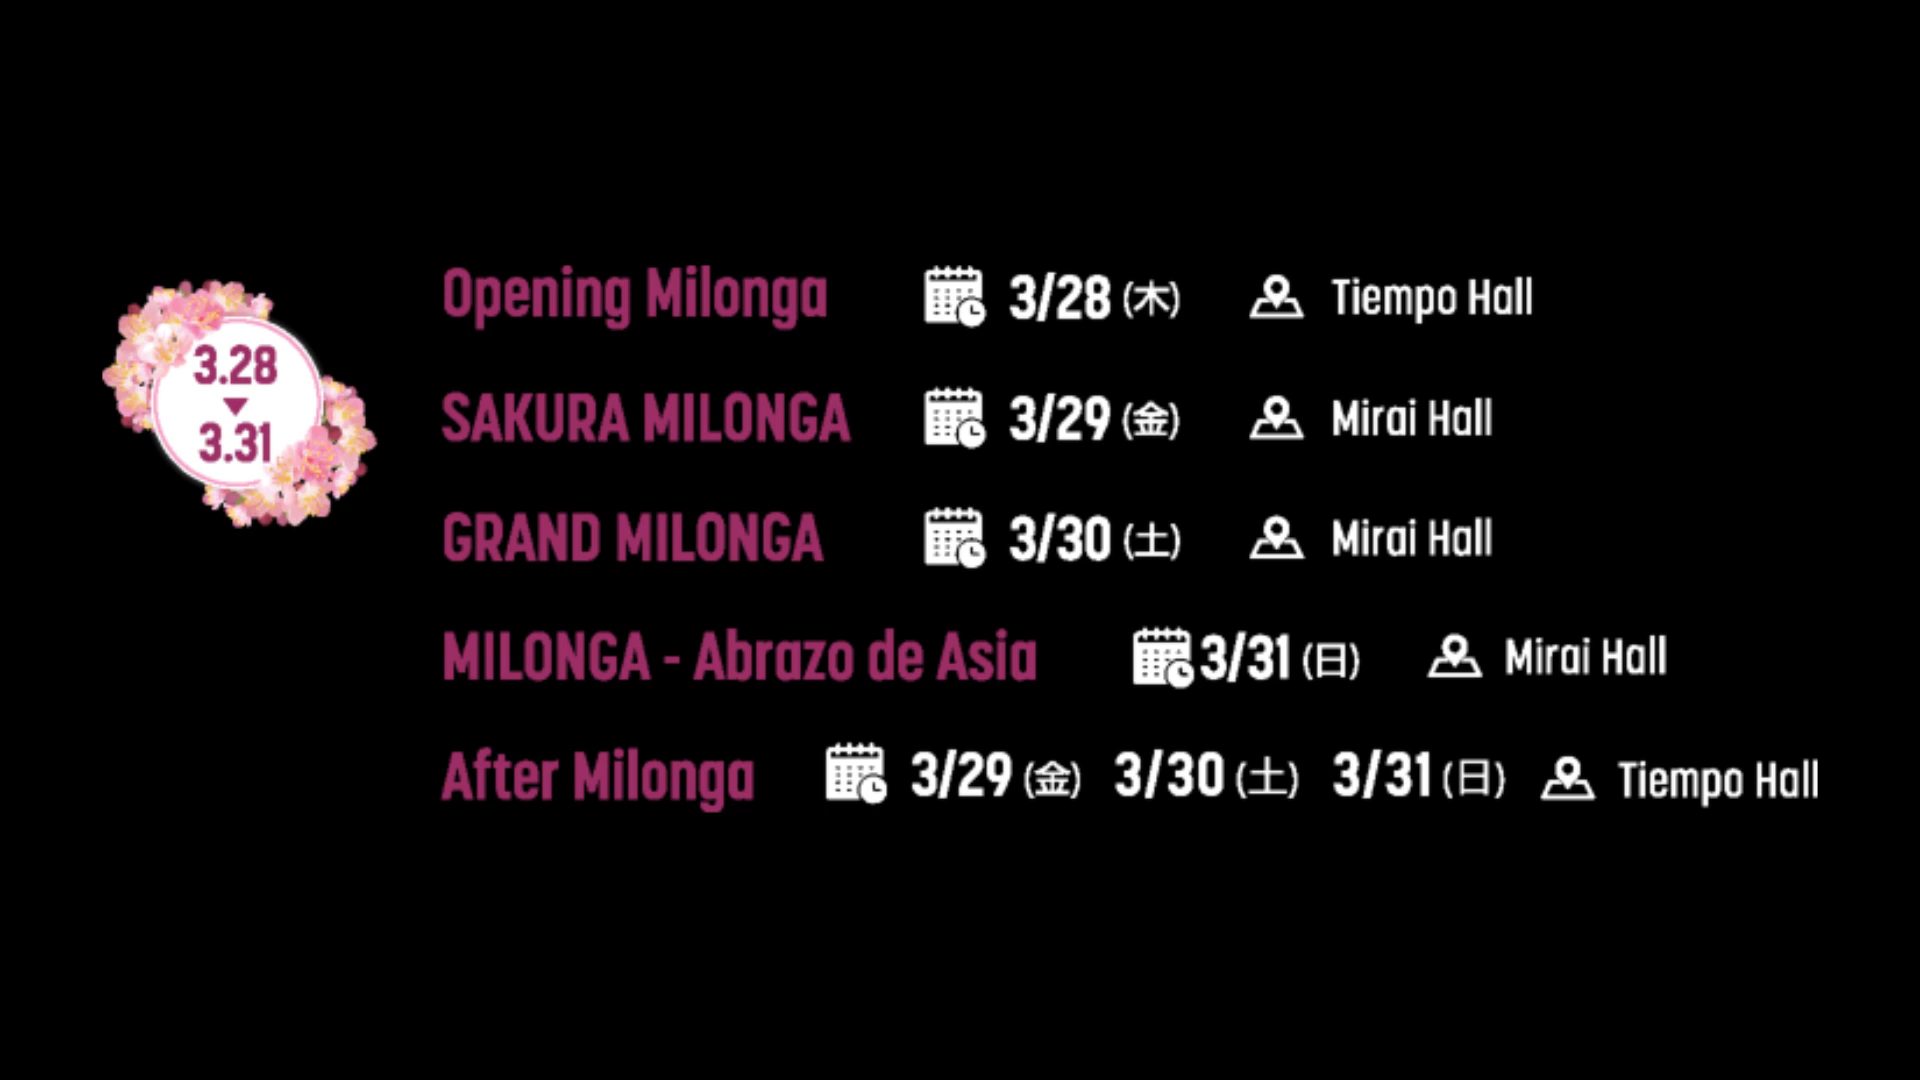 3.28
▼
3.31
Opening Milonga 3/28 (木) Tiempo Hall
SAKURA MILONGA 3/29 (金) Mirai Hall
GRAND MILONGA 3/30 (土) Mirai Hall
MILONGA - Abrazo de Asia 3/31 (日) Mirai Hall
After Milonga 3/29 (金) 3/30 (土) 3/31 (日) Tiempo Hall